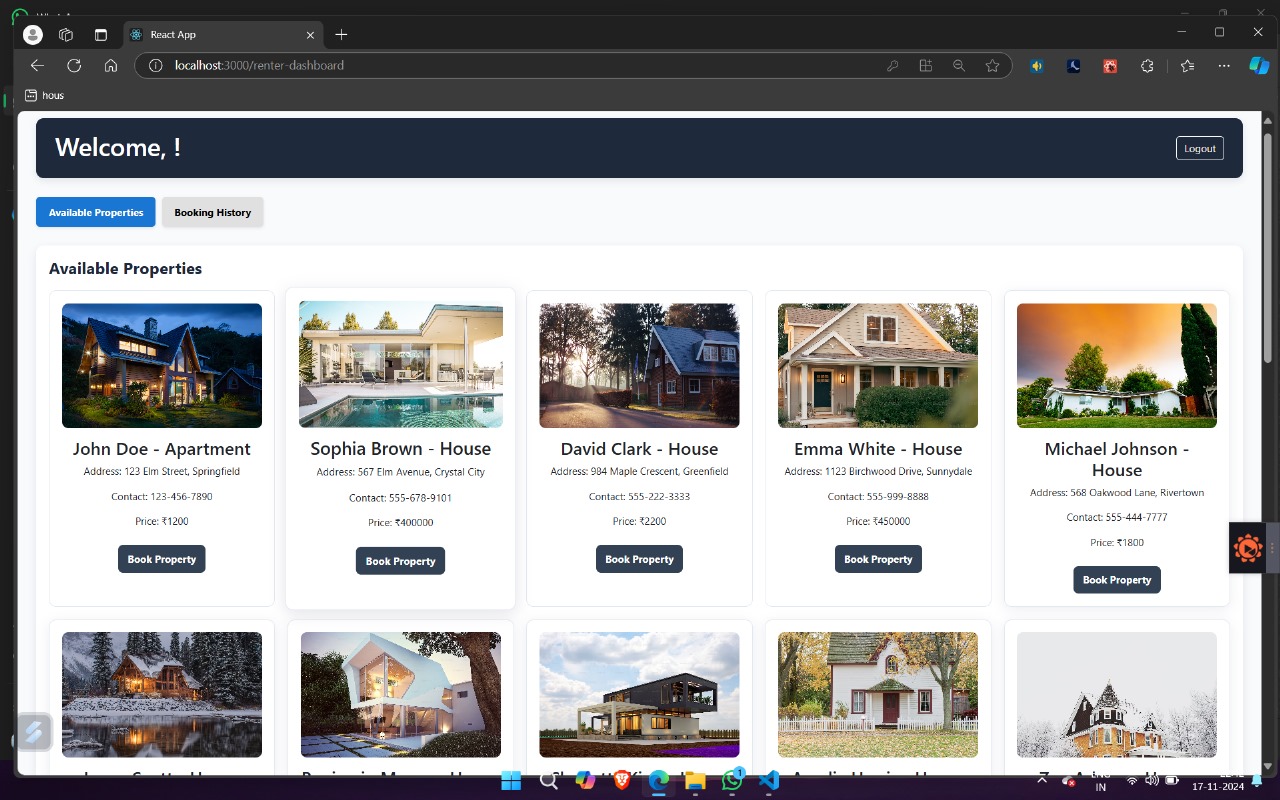 React App
localhost:3000/renter-dashboard
hous
Welcome, !
Logout
Available Properties
Booking History
Available Properties
John Doe - Apartment
Address: 123 Elm Street, Springfield
Contact: 123-456-7890
Price: ₹1200
Book Property
Sophia Brown - House
Address: 567 Elm Avenue, Crystal City
Contact: 555-678-9101
Price: ₹400000
Book Property
David Clark - House
Address: 984 Maple Crescent, Greenfield
Contact: 555-222-3333
Price: ₹2200
Book Property
Emma White - House
Address: 1123 Birchwood Drive, Sunnydale
Contact: 555-999-8888
Price: ₹450000
Book Property
Michael Johnson -
House
Address: 568 Oakwood Lane, Rivertown
Contact: 555-444-7777
Price: ₹1800
Book Property
1
ENG
IN
17-11-2024